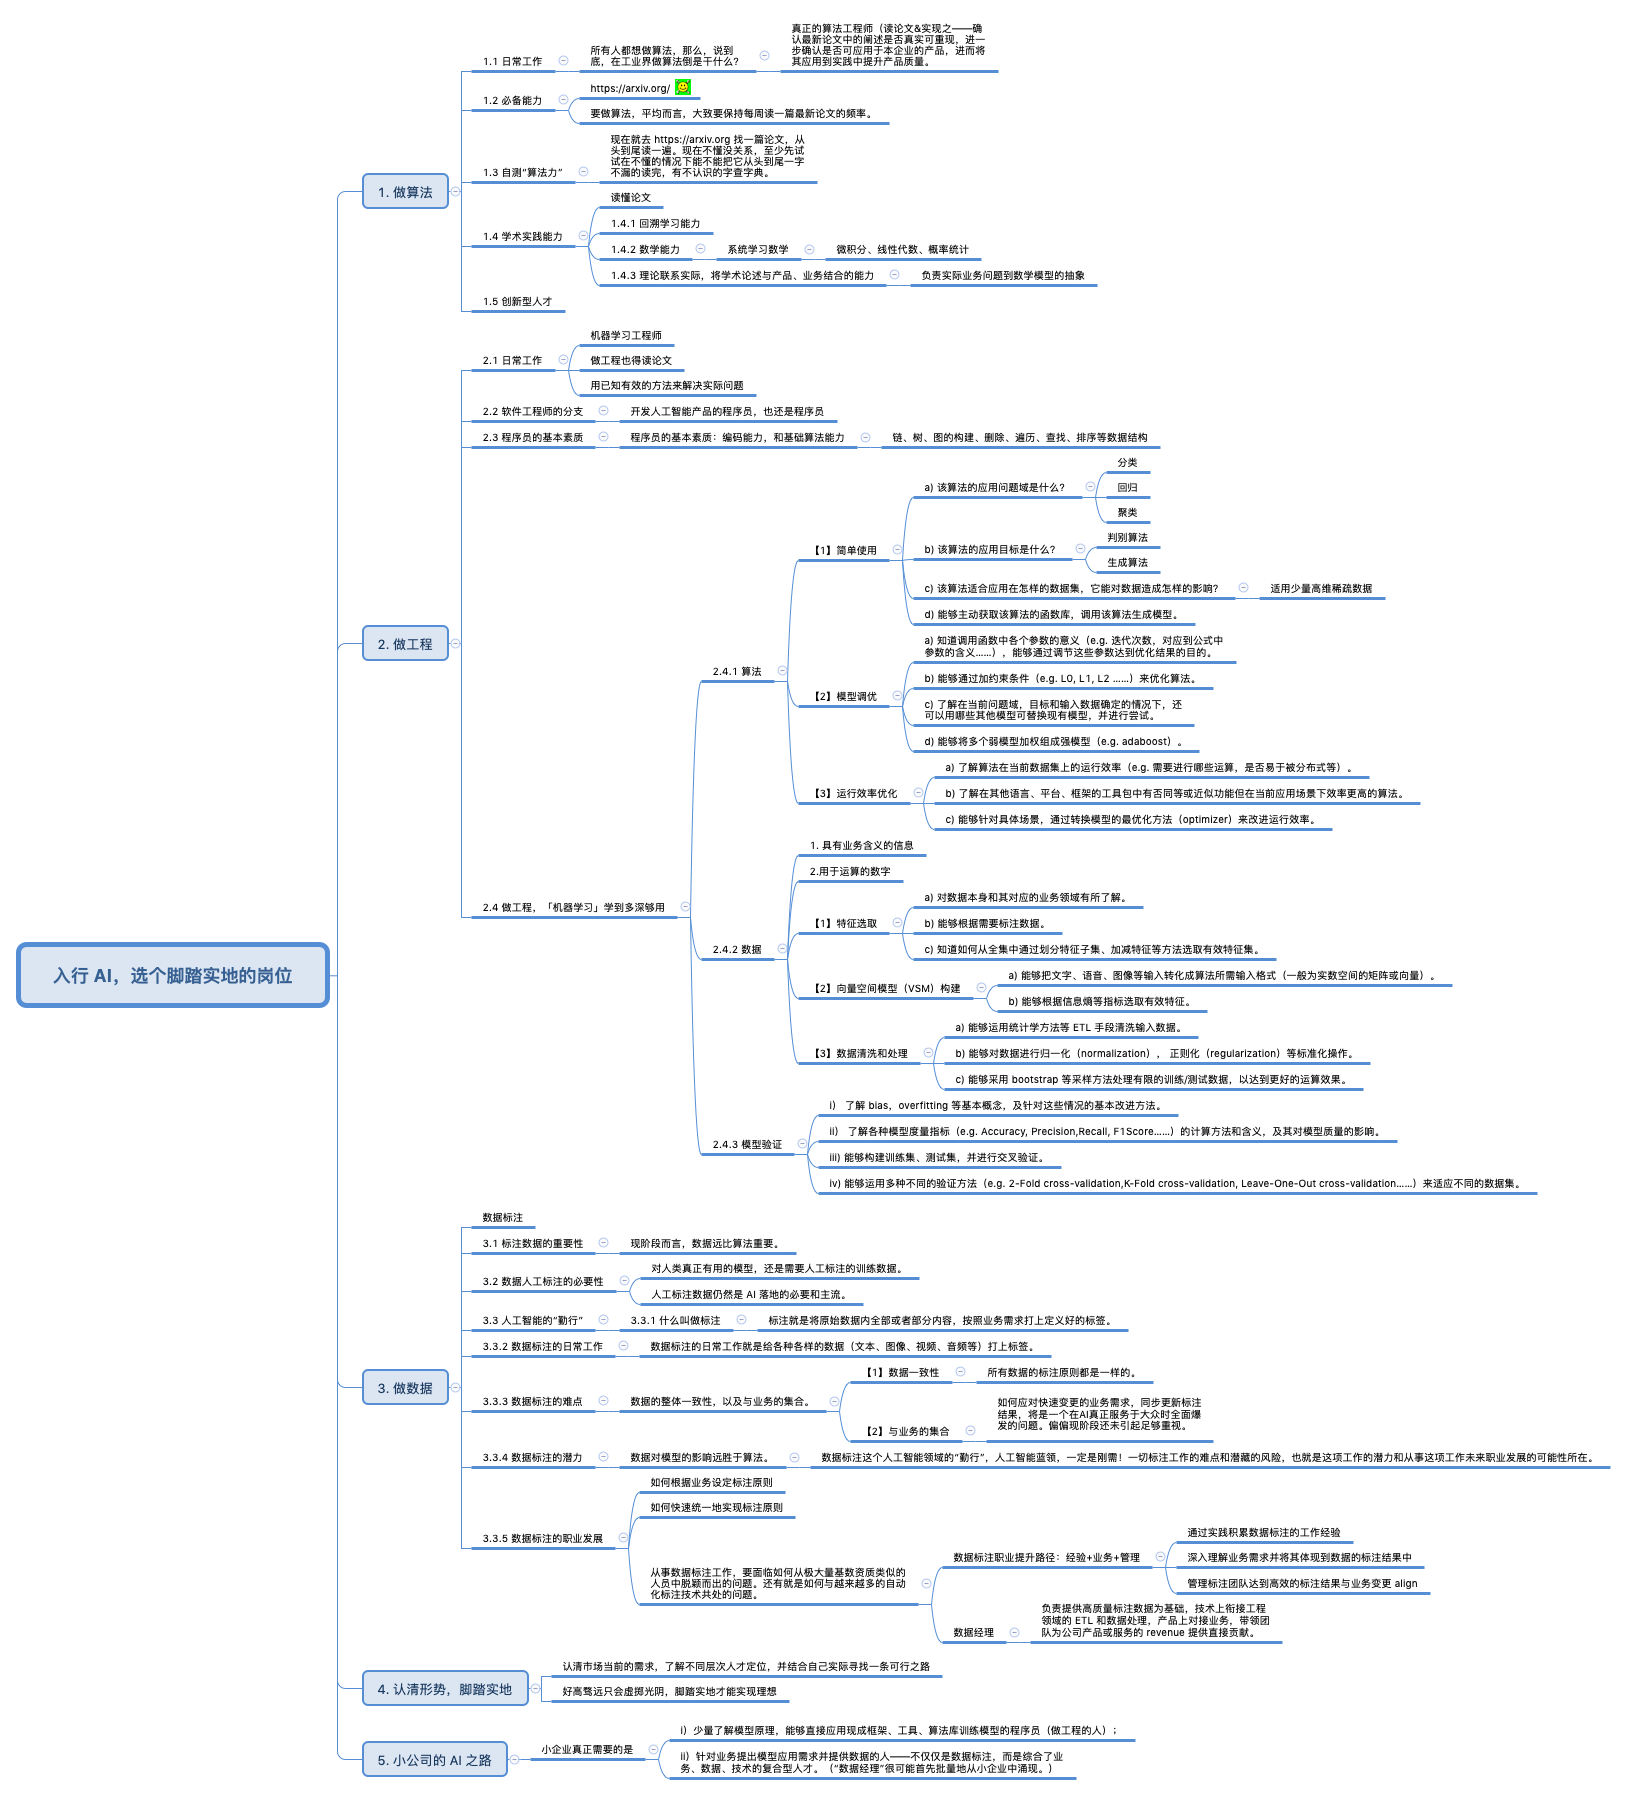 入行 AI，选个脚踏实地的岗位
1. 做算法
1.1 日常工作
所有人都想做算法，那么，说到
底，在工业界做算法倒是干什么？
真正的算法工程师（读论文&实现之——确
认最新论文中的阐述是否真实可重现，进一
步确认是否可应用于本企业的产品，进而将
其应用到实践中提升产品质量。
1.2 必备能力
https://arxiv.org/
要做算法，平均而言，大致要保持每周读一篇最新论文的频率。
1.3 自测“算法力”
现在就去 https://arxiv.org 找一篇论文，从
头到尾读一遍。现在不懂没关系，至少先试
试在不懂的情况下能不能把它从头到尾一字
不漏的读完，有不认识的字查字典。
1.4 学术实践能力
读懂论文
1.4.1 回溯学习能力
1.4.2 数学能力
系统学习数学
微积分、线性代数、概率统计
1.4.3 理论联系实际，将学术论述与产品、业务结合的能力
负责实际业务问题到数学模型的抽象
1.5 创新型人才
2. 做工程
2.1 日常工作
机器学习工程师
做工程也得读论文
用已知有效的方法来解决实际问题
2.2 软件工程师的分支
开发人工智能产品的程序员，也还是程序员
2.3 程序员的基本素质
程序员的基本素质：编码能力，和基础算法能力
链、树、图的构建、删除、遍历、查找、排序等数据结构
2.4 做工程，「机器学习」学到多深够用
2.4.1 算法
【1】简单使用
a) 该算法的应用问题域是什么？
分类
回归
聚类
b) 该算法的应用目标是什么？
判别算法
生成算法
c) 该算法适合应用在怎样的数据集，它能对数据造成怎样的影响？
适用少量高维稀疏数据
d) 能够主动获取该算法的函数库，调用该算法生成模型。
【2】模型调优
a) 知道调用函数中各个参数的意义（e.g. 迭代次数，对应到公式中
参数的含义……），能够通过调节这些参数达到优化结果的目的。
b) 能够通过加约束条件（e.g. L0, L1, L2 ……）来优化算法。
c) 了解在当前问题域，目标和输入数据确定的情况下，还
可以用哪些其他模型可替换现有模型，并进行尝试。
d) 能够将多个弱模型加权组成强模型（e.g. adaboost）。
【3】运行效率优化
a) 了解算法在当前数据集上的运行效率（e.g. 需要进行哪些运算，是否易于被分布式等）。
b) 了解在其他语言、平台、框架的工具包中有否同等或近似功能但在当前应用场景下效率更高的算法。
c) 能够针对具体场景，通过转换模型的最优化方法（optimizer）来改进运行效率。
2.4.2 数据
1. 具有业务含义的信息
2.用于运算的数字
【1】特征选取
a) 对数据本身和其对应的业务领域有所了解。
b) 能够根据需要标注数据。
c) 知道如何从全集中通过划分特征子集、加减特征等方法选取有效特征集。
【2】向量空间模型（VSM）构建
a) 能够把文字、语音、图像等输入转化成算法所需输入格式（一般为实数空间的矩阵或向量）。
b) 能够根据信息熵等指标选取有效特征。
【3】数据清洗和处理
a) 能够运用统计学方法等 ETL 手段清洗输入数据。
b) 能够对数据进行归一化（normalization）， 正则化（regularization）等标准化操作。
c) 能够采用 bootstrap 等采样方法处理有限的训练/测试数据，以达到更好的运算效果。
2.4.3 模型验证
i） 了解 bias，overfitting 等基本概念，及针对这些情况的基本改进方法。
ii） 了解各种模型度量指标（e.g. Accuracy, Precision,Recall, F1Score……）的计算方法和含义，及其对模型质量的影响。
iii) 能够构建训练集、测试集，并进行交叉验证。
iv) 能够运用多种不同的验证方法（e.g. 2-Fold cross-validation,K-Fold cross-validation, Leave-One-Out cross-validation……）来适应不同的数据集。
3. 做数据
数据标注
3.1 标注数据的重要性
现阶段而言，数据远比算法重要。
3.2 数据人工标注的必要性
对人类真正有用的模型，还是需要人工标注的训练数据。
人工标注数据仍然是 AI 落地的必要和主流。
3.3 人工智能的“勤行”
3.3.1 什么叫做标注
标注就是将原始数据内全部或者部分内容，按照业务需求打上定义好的标签。
3.3.2 数据标注的日常工作
数据标注的日常工作就是给各种各样的数据（文本、图像、视频、音频等）打上标签。
3.3.3 数据标注的难点
数据的整体一致性，以及与业务的集合。
【1】数据一致性
所有数据的标注原则都是一样的。
【2】与业务的集合
如何应对快速变更的业务需求，同步更新标注
结果，将是一个在AI真正服务于大众时全面爆
发的问题。偏偏现阶段还未引起足够重视。
3.3.4 数据标注的潜力
数据对模型的影响远胜于算法。
数据标注这个人工智能领域的“勤行”，人工智能蓝领，一定是刚需！一切标注工作的难点和潜藏的风险，也就是这项工作的潜力和从事这项工作未来职业发展的可能性所在。
3.3.5 数据标注的职业发展
如何根据业务设定标注原则
如何快速统一地实现标注原则
从事数据标注工作，要面临如何从极大量基数资质类似的
人员中脱颖而出的问题。还有就是如何与越来越多的自动
化标注技术共处的问题。
数据标注职业提升路径：经验+业务+管理
通过实践积累数据标注的工作经验
深入理解业务需求并将其体现到数据的标注结果中
管理标注团队达到高效的标注结果与业务变更 align
数据经理
负责提供高质量标注数据为基础，技术上衔接工程
领域的 ETL 和数据处理，产品上对接业务，带领团
队为公司产品或服务的 revenue 提供直接贡献。
4. 认清形势，脚踏实地
认清市场当前的需求，了解不同层次人才定位，并结合自己实际寻找一条可行之路
好高骛远只会虚掷光阴，脚踏实地才能实现理想
5. 小公司的 AI 之路
小企业真正需要的是
i）少量了解模型原理，能够直接应用现成框架、工具、算法库训练模型的程序员（做工程的人）；
ii）针对业务提出模型应用需求并提供数据的人——不仅仅是数据标注，而是综合了业
务、数据、技术的复合型人才。（“数据经理”很可能首先批量地从小企业中涌现。）